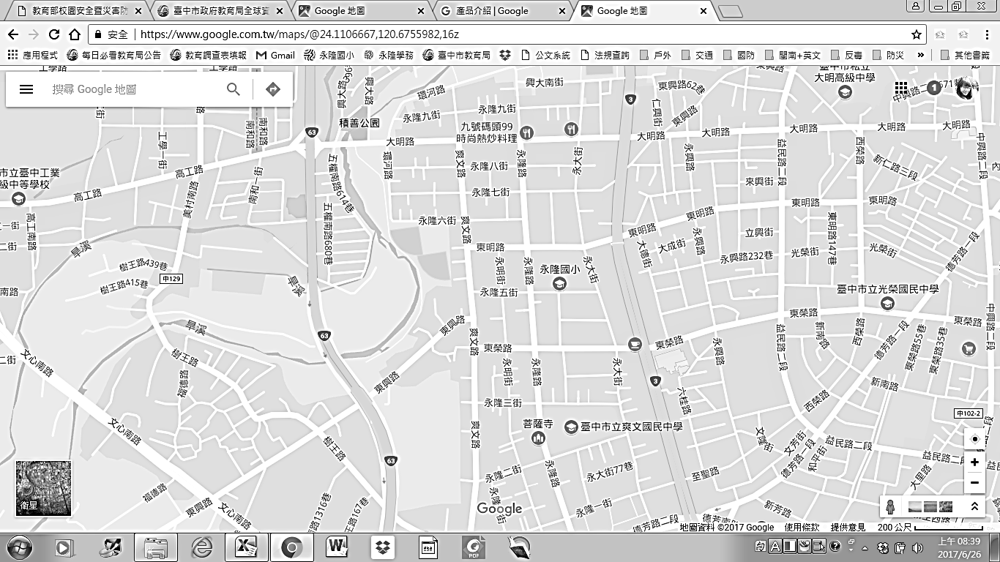 教育部校園安全暨災害防
臺中市政府教育局全球資
Google 地圖
產品介紹 | Google
Google 地圖
安全 https://www.google.com.tw/maps/@24.1106667,120.6755982,16z
應用程式
每日必看教育局公告
教育調查表填報
Gmail
永隆國小
永隆學務
臺中市教育局
公文系統
法規查詢
戶外
交通
國防
閩南+英文
反毒
防災
»
其他書籤
搜尋 Google 地圖
興大路
環河路
興大南街
永隆九街
永隆九街
東興路62巷
仁興街
東興路
臺中市私立
大明高級中學
1
3
63
積善公園
九號碼頭99
時尚熱炒料理
大明路
大明路
大明路
大明路
大明路
大明路
南和路
南和路
工學一街
五權南路614巷
環河路
爽文路
永隆八街
永隆路
永大街
永興路
益民路一段
西榮路
新仁路三段
中興路二段
來興街
高工路
高工路
市立臺中工業
級中等學校
美村南路
南和一街
永隆七街
東明路
東明路
高工南路
五權南路680巷
永隆六街
爽文路
東明路
東明路
東明路
立興街
大德街
大成街
永興路
永興路232巷
光榮街
東明路147巷
光榮街
德芳路一段
旱溪
樹王路439巷
樹王路415巷
中129
旱溪
永明街
永隆路
永大街
永隆國小
永隆五街
臺中市立光榮國民中學
中興路二段
旱溪
63
東興路
爽文路
東榮路
東榮路
東榮路
東榮路
益民路二段
新南路
西榮路
德芳路一段
東榮路55巷
東榮路35巷
文心南路
樹王路
福德路
東興路
永明街
永隆路
永大街
3
永興路
六桂路
新南路
西榮路
永隆三街
中102-2
文心南路
樹王路
爽文路
菩薩寺
臺中市立爽文國民中學
文隆街
文芳街
德芳路一段
和平街
益民路二段
63
永隆二街
永隆路
永大街77巷
至聖路
大里路
衛星
福德路
東興路
文心南路
永隆一街
新芳路
德芳路二段
Google
地圖資料 ©2017 Google
使用條款
提供意見
200 公尺
上午 08:39
2017/6/26